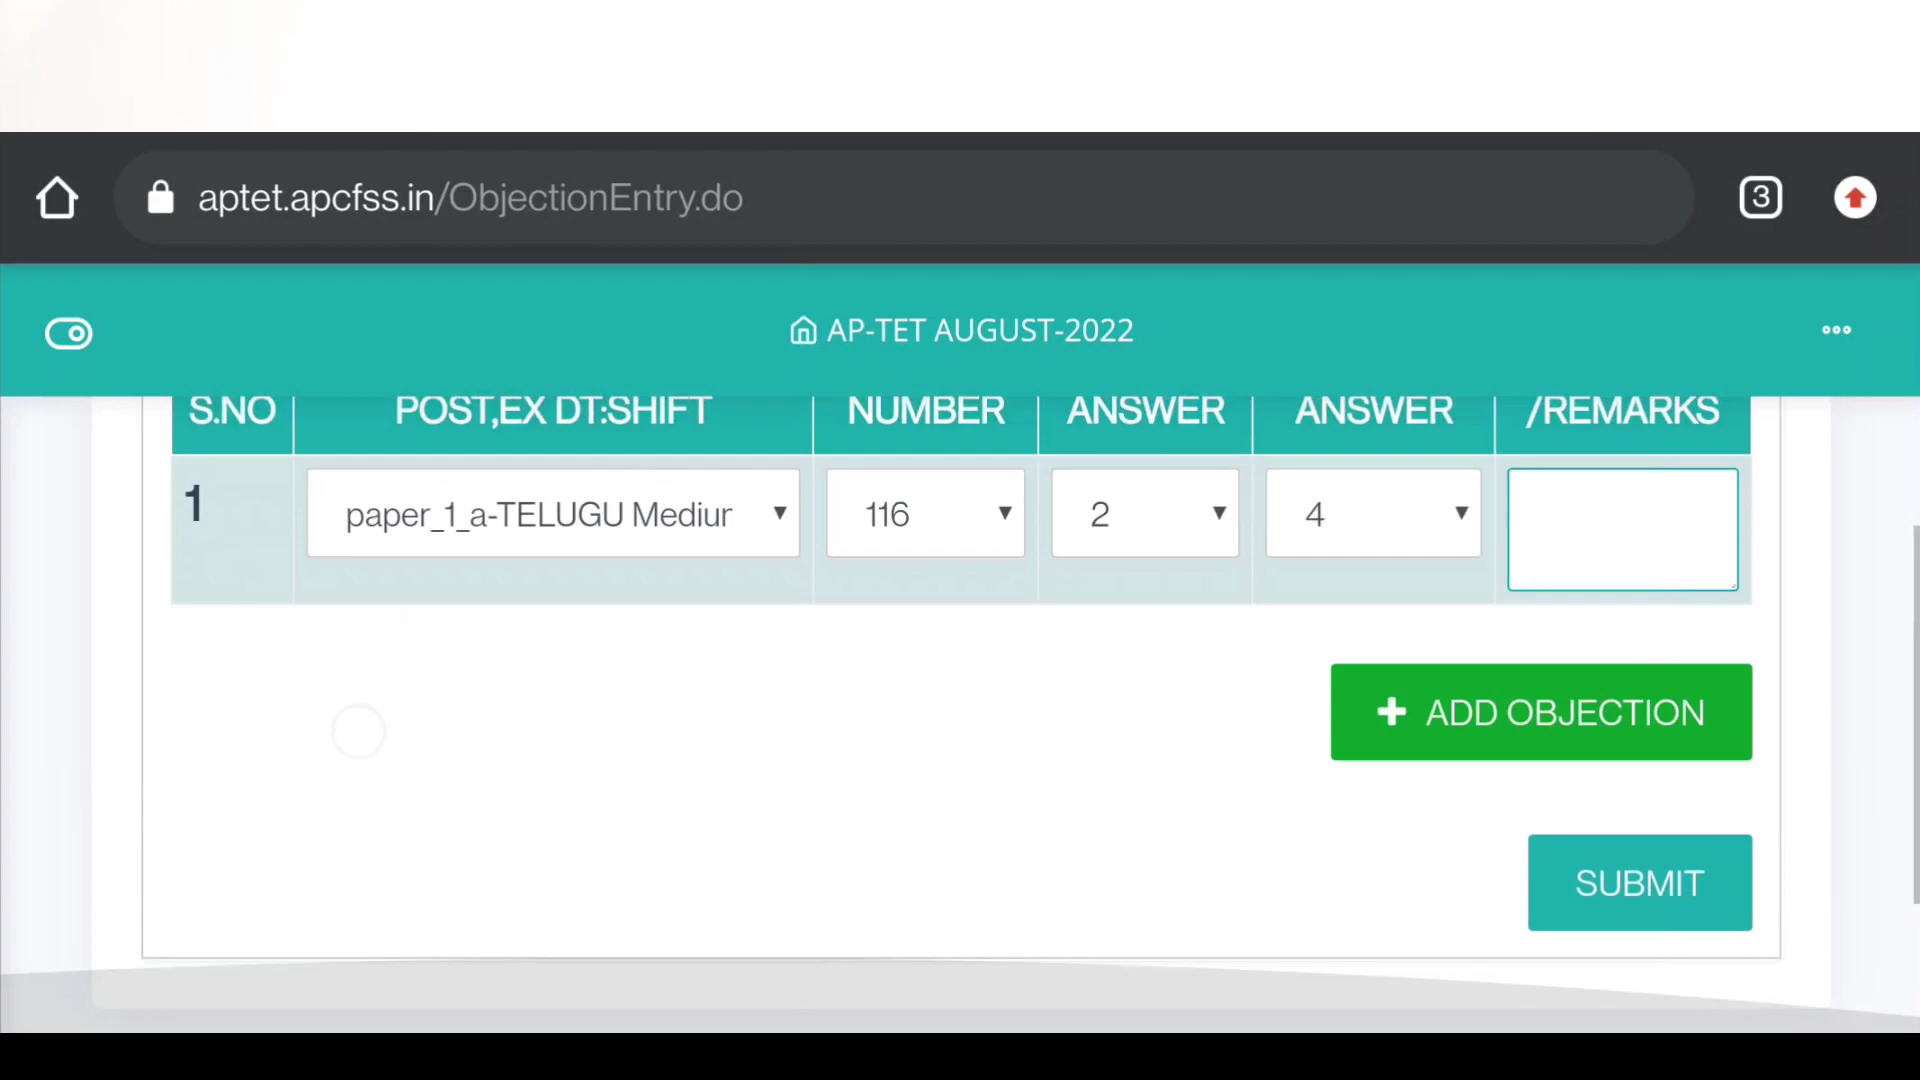 3
aptet.apcfss.in/ObjectionEntry.do
AP-TET AUGUST-2022
S.NO POST,EX DT:SHIFT NUMBER ANSWER ANSWER /REMARKS
1 paper_1_a-TELUGU Mediur 116 2 4
ADD OBJECTION
SUBMIT